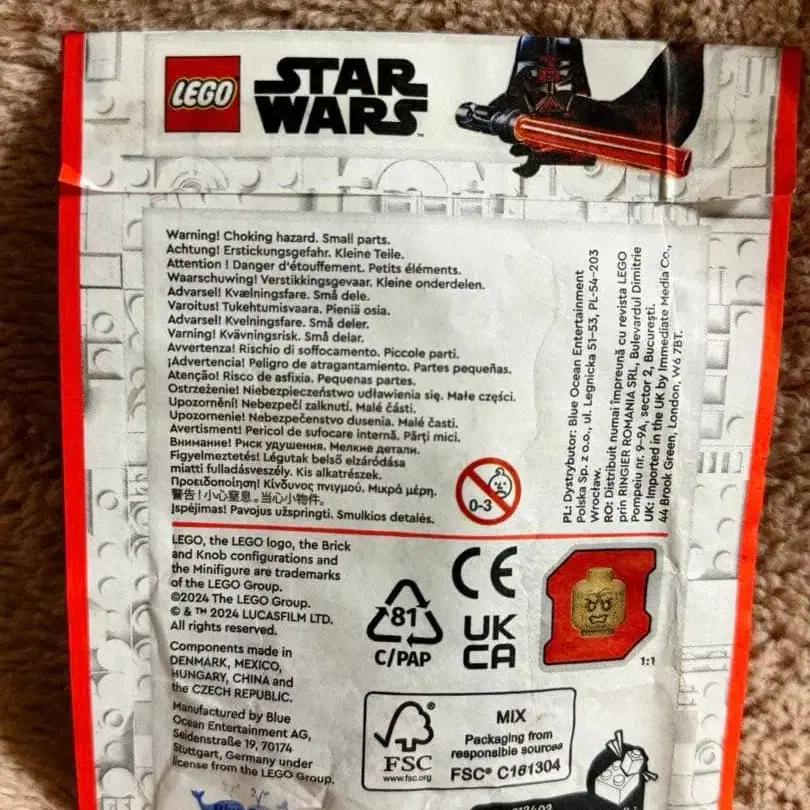 LEGO
STAR
WARS™
Warning! Choking hazard. Small parts.
Achtung! Erstickungsgefahr. Kleine Teile.
Attention ! Danger d'étouffement. Petits éléments.
Waarschuwing! Verstikkingsgevaar. Kleine onderdelen.
Advarsel! Kvælningsfare. Små dele.
Varoitus! Tukehtumisvaara. Pieniä osia.
Advarsel! Kvelningsfare. Små deler.
Varning! Kvävningsrisk. Små delar.
Avvertenza! Rischio di soffocamento. Piccole parti.
¡Advertencia! Peligro de atragantamiento. Partes pequeñas.
Atenção! Risco de asfixia. Pequenas partes.
Ostrzeżenie! Niebezpieczeństwo udławienia się. Małe części.
Upozornění! Nebezpečí zalknutí. Malé části.
Upozornenie! Nebezpečenstvo dusenia. Malé časti.
Avertisment! Pericol de sufocare internă. Părți mici.
Внимание! Риск удушения. Мелкие детали.
Figyelmeztetés! Légutak belső elzáródása
miatti fulladásveszély. Kis alkatrészek.
Προειδοποίηση! Κίνδυνος πνιγμού. Μικρά μέρη.
警告!小心窒息。当心小物件。
Įspėjimas! Pavojus užspringti. Smulkios detalės.
0-3
PL: Dystrybutor: Blue Ocean Entertainment
Polska Sp. z o.o., ul. Legnicka 51-53, PL-54-203
Wrocław.
RO: Distribuit numai împreună cu revista LEGO
prin RINGIER ROMANIA SRL, Bulevardul Dimitrie
Pompeiu nr. 9-9A, sector 2, București.
UK: Imported in the UK by Immediate Media Co.,
44 Brook Green, London, W6 7BT.
LEGO, the LEGO logo, the Brick
and Knob configurations and
the Minifigure are trademarks
of the LEGO Group.
©2024 The LEGO Group.
© & ™ 2024 LUCASFILM LTD.
All rights reserved.
Components made in
DENMARK, MEXICO,
HUNGARY, CHINA and
the CZECH REPUBLIC.
Manufactured by Blue
Ocean Entertainment AG,
Seidenstraße 19, 70174
Stuttgart, Germany under
license from the LEGO Group.
81
C/PAP
CE
UK
CA
1:1
FSC®
www.fsc.org
MIX
Packaging from
responsible sources
FSC® C161304